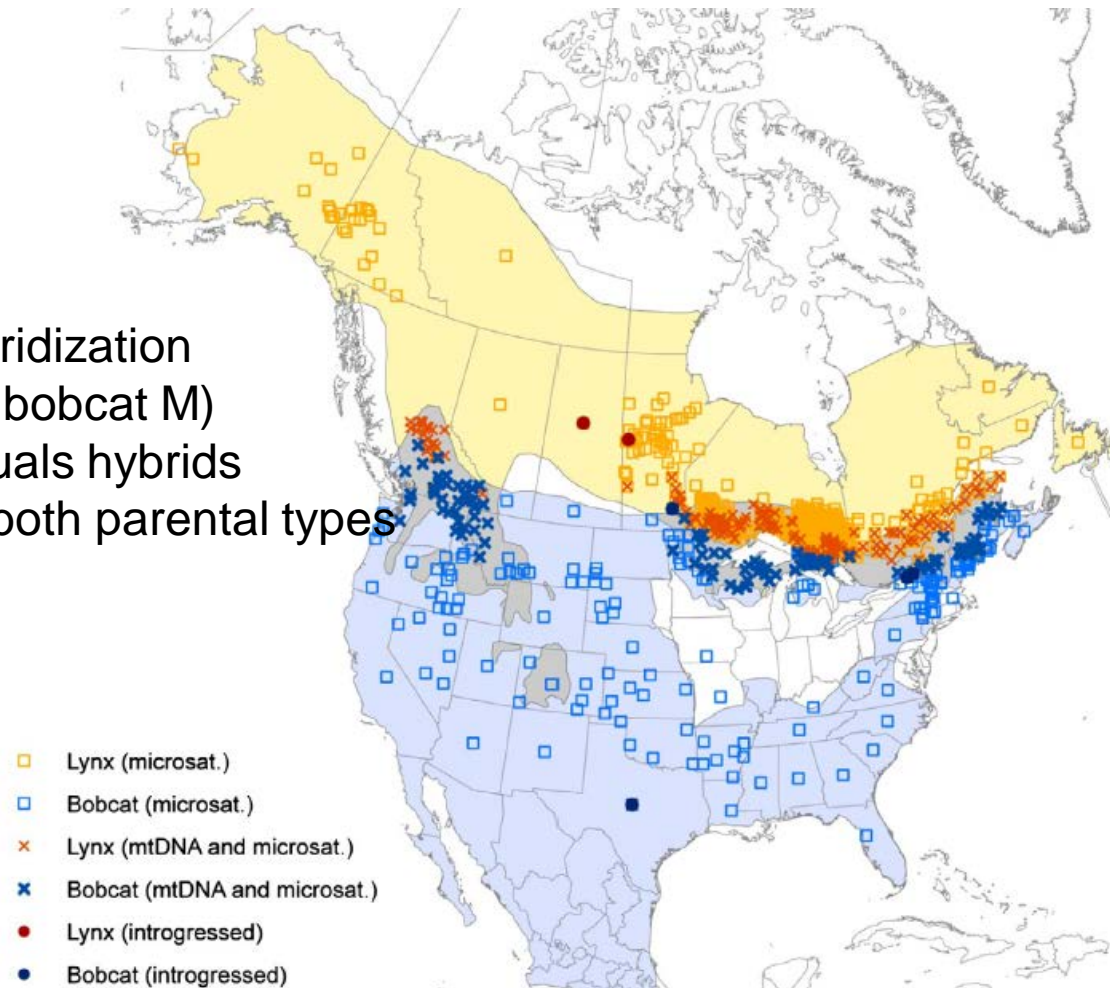 ridization
bobcat M)
uals hybrids
both parental types
Lynx (microsat.)
Bobcat (microsat.)
Lynx (mtDNA and microsat.)
Bobcat (mtDNA and microsat.)
Lynx (introgressed)
Bobcat (introgressed)